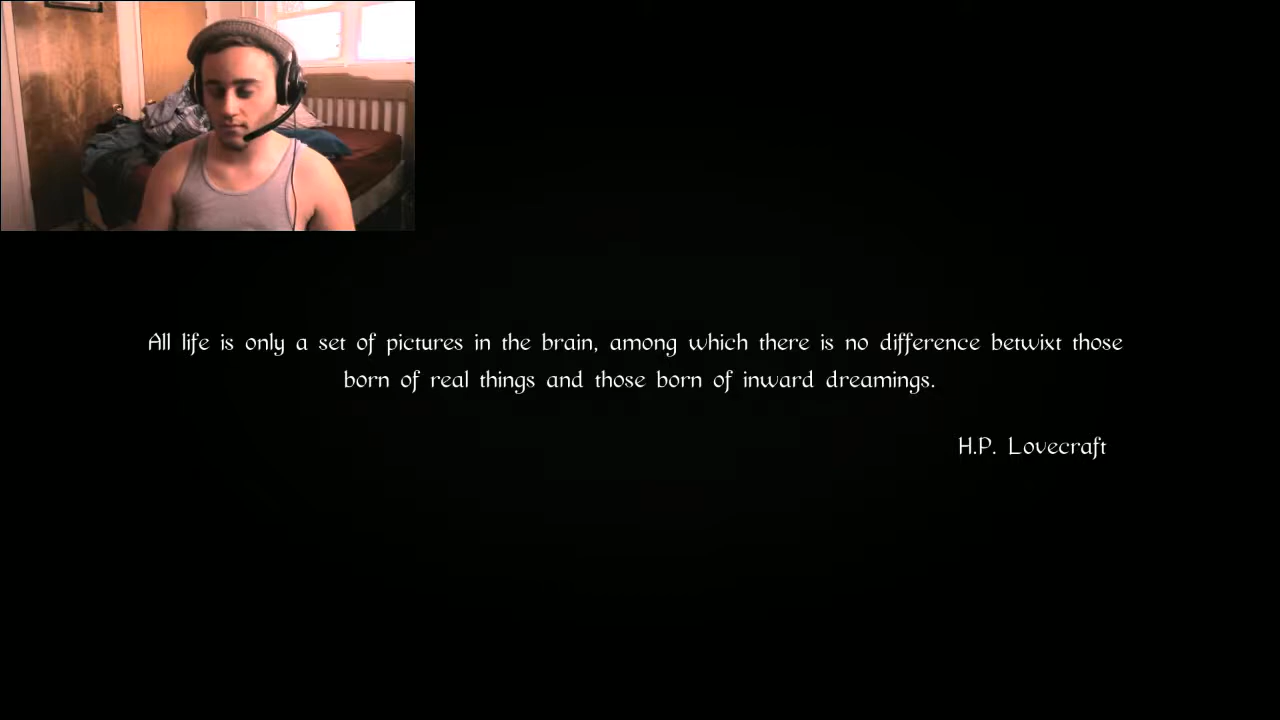 All life is only a set of pictures in the brain, among which there is no difference betwixt those
born of real things and those born of inward dreamings.
H.P. Lovecraft